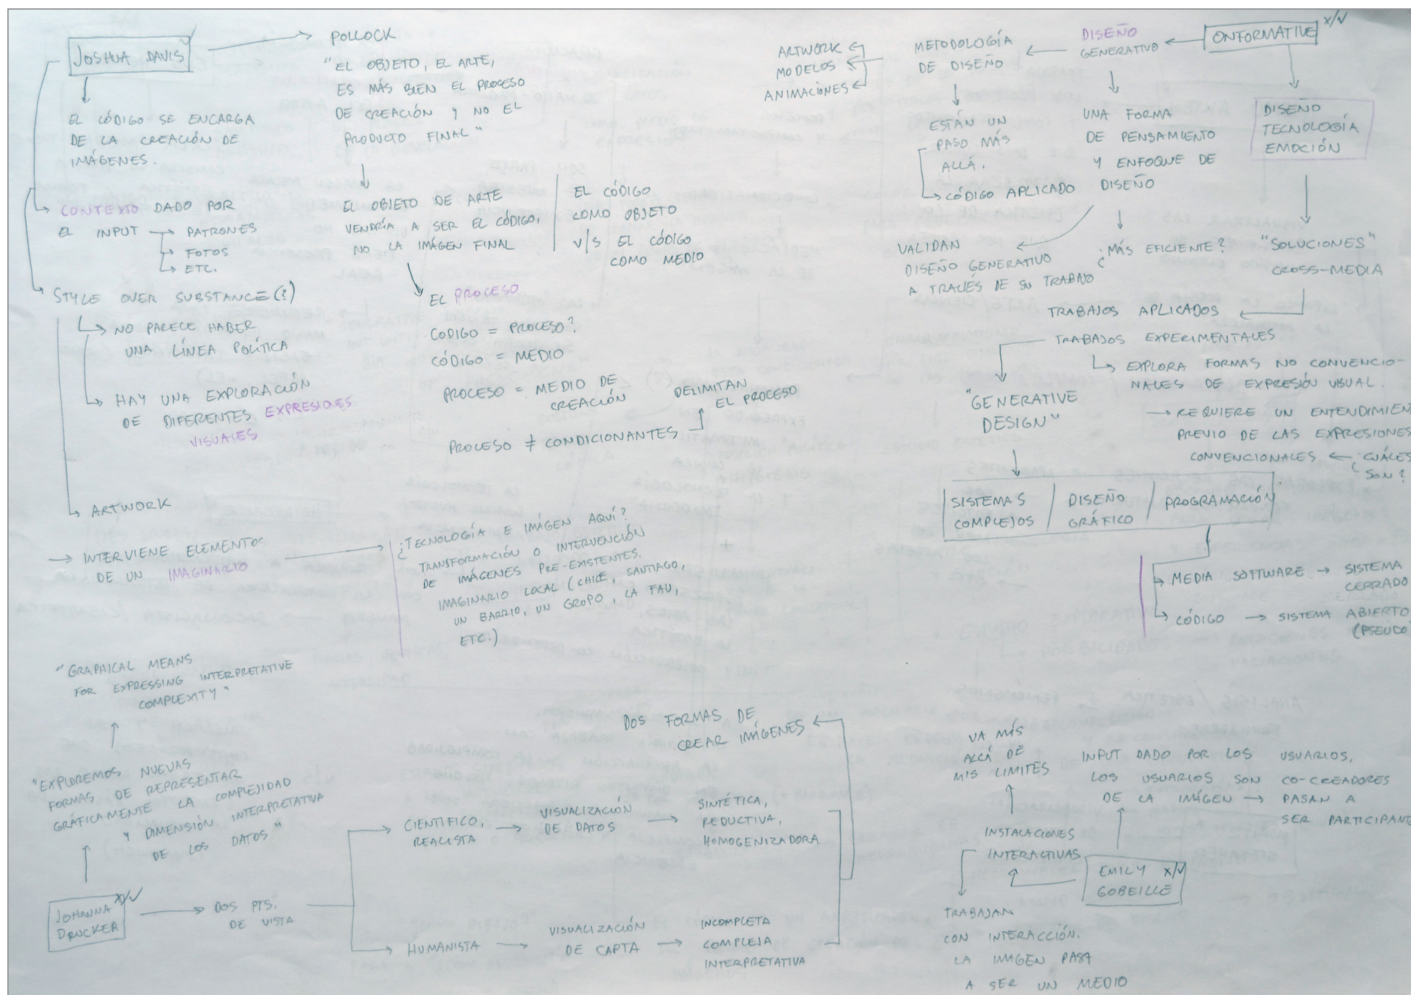 JOSHUA DAVIS
EL CÓDIGO SE ENCARGA
DE LA CREACIÓN DE
IMÁGENES.
CONTEXTO DADO POR
EL INPUT → PATRONES
→ FOTOS
→ ETC.
STYLE OVER SUBSTANCE(?)
NO PARECE HABER
UNA LÍNEA POLÍTICA
HAY UNA EXPLORACIÓN
DE DIFERENTES EXPRESIONES
VISUALES
ARTWORK
→ INTERVIENE ELEMENTOS
DE UN IMAGINARIO
¿TECNOLOGÍA E IMÁGEN AQUÍ?
TRANSFORMACIÓN O INTERVENCIÓN
DE IMÁGENES PRE-EXISTENTES.
IMAGINARIO LOCAL (CHILE, SANTIAGO,
UN BARRIO, UN GRUPO, LA FAU,
ETC.)
POLLOCK
"EL OBJETO, EL ARTE,
ES MÁS BIEN EL PROCESO
DE CREACIÓN Y NO EL
PRODUCTO FINAL"
EL OBJETO DE ARTE
VENDRÍA A SER EL CÓDIGO,
NO LA IMÁGEN FINAL
EL CÓDIGO
COMO OBJETO
V/S EL CÓDIGO
COMO MEDIO
EL PROCESO
CODIGO = PROCESO?
CÓDIGO = MEDIO
PROCESO = MEDIO DE
CREACIÓN
PROCESO ≠ CONDICIONANTES
DELIMITAN
EL PROCESO
ONFORMATIVE x/✓
DISEÑO
GENERATIVO
METODOLOGÍA
DE DISEÑO
ARTWORK
MODELOS
ANIMACIONES
ESTÁN UN
PASO MÁS
ALLÁ.
CÓDIGO APLICADO
UNA FORMA
DE PENSAMIENTO
Y ENFOQUE DE
DISEÑO
DISEÑO
TECNOLOGÍA
EMOCIÓN
VALIDAN
DISEÑO GENERATIVO
A TRAVÉS DE SU TRABAJO
¿MÁS EFICIENTE?
"SOLUCIONES"
CROSS-MEDIA
TRABAJOS APLICADOS
TRABAJOS EXPERIMENTALES
EXPLORA FORMAS NO CONVENCIO-
NALES DE EXPRESIÓN VISUAL.
→ REQUIERE UN ENTENDIMIEN
PREVIO DE LAS EXPRESIONES
CONVENCIONALES ← ¿CUÁLES
SON?
"GENERATIVE
DESIGN"
SISTEMAS
COMPLEJOS
DISEÑO
GRÁFICO
PROGRAMACIÓN
MEDIA SOFTWARE → SISTEMA
CERRADO
CÓDIGO → SISTEMA ABIERTO
(PSEUDO
"GRAPHICAL MEANS
FOR EXPRESSING INTERPRETATIVE
COMPLEXITY"
"EXPLOREMOS NUEVAS
FORMAS DE REPRESENTAR
GRÁFICAMENTE LA COMPLEJIDAD
Y DIMENSIÓN INTERPRETATIVA
DE LOS DATOS"
JOHANNA x/✓
DRUCKER
DOS PTS.
DE VISTA
CIENTÍFICO,
REALISTA
VISUALIZACIÓN
DE DATOS
SINTÉTICA,
REDUCTIVA,
HOMOGENIZADORA
HUMANISTA
VISUALIZACIÓN
DE CAPTA
INCOMPLETA
COMPLEJA
INTERPRETATIVA
DOS FORMAS DE
CREAR IMÁGENES
VA MÁS
ALLÁ DE
MIS LIMITES
INPUT DADO POR LOS USUARIOS,
LOS USUARIOS SON CO-CREADORES
DE LA IMÁGEN → PASAN A
SER PARTICIPANT
INSTALACIONES
INTERACTIVAS
EMILY x/✓
GOBEILLE
TRABAJAN
CON INTERACCIÓN.
LA IMÁGEN PASA
A SER UN MEDIO